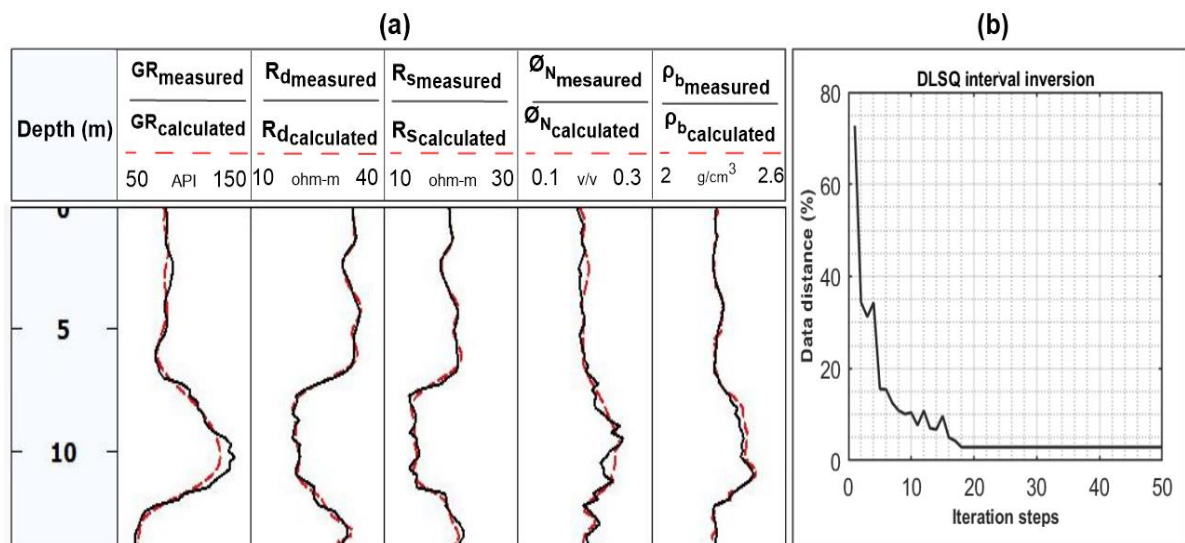 (a)
(b)
Depth (m)
GRmeasured
GRcalculated
50 API 150
Rdmeasured
Rdcalculated
10 ohm-m 40
Rsmeasured
Rscalculated
10 ohm-m 30
ØNmesaured
ØNcalculated
0.1 v/v 0.3
ρbmeasured
ρbcalculated
2 g/cm³ 2.6
0
5
10
DLSQ interval inversion
Data distance (%)
80
60
40
20
0
0 10 20 30 40 50
Iteration steps